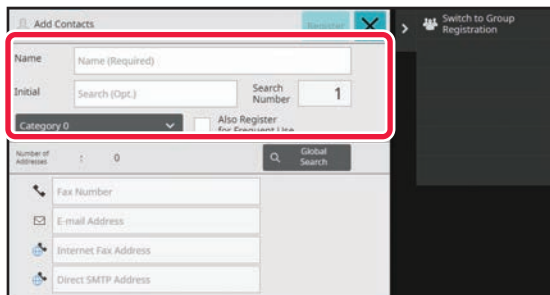 Add Contacts
Register
Switch to Group
Registration
Name
Name (Required)
Initial
Search (Opt.)
Search
Number
1
Category 0
Also Register
for Frequent Use
Number of
Addresses
:
0
Global
Search
Fax Number
E-mail Address
Internet Fax Address
Direct SMTP Address